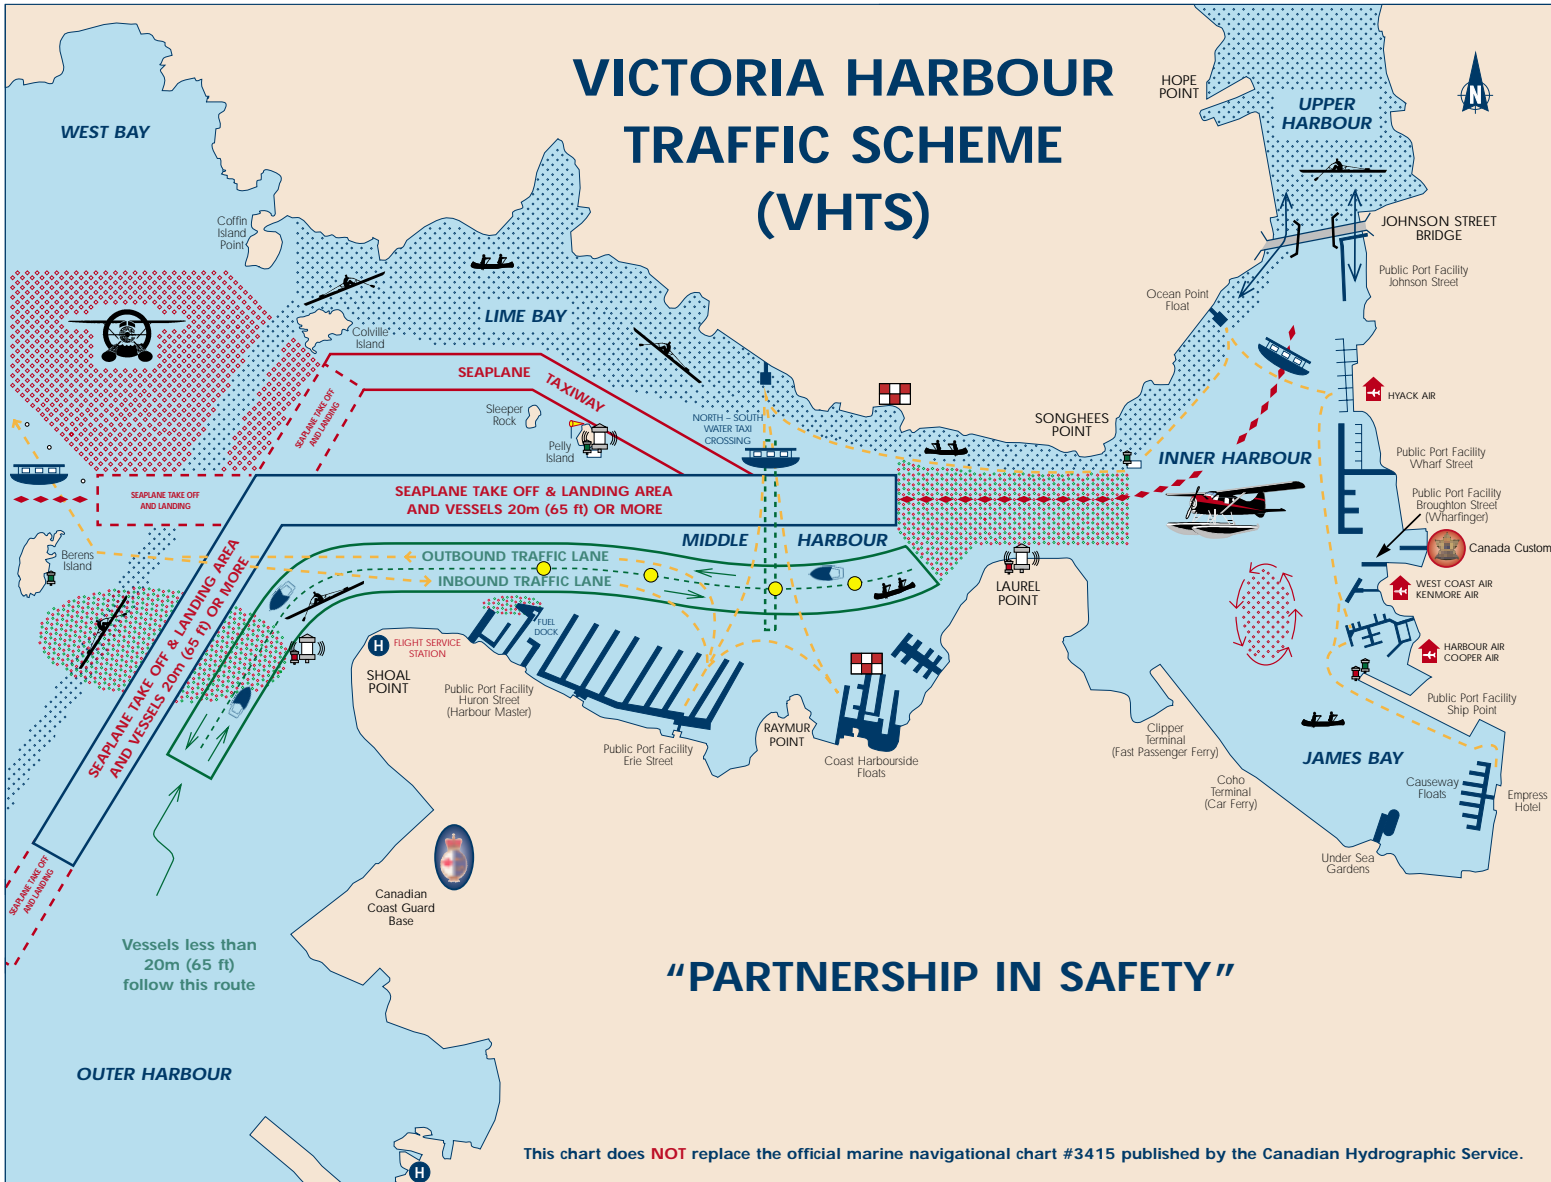 VICTORIA HARBOUR
TRAFFIC SCHEME
(VHTS)
HOPE
POINT
UPPER
HARBOUR
N
WEST BAY
Coffin
Island
Point
JOHNSON STREET
BRIDGE
Public Port Facility
Johnson Street
Ocean Point
Float
LIME BAY
Colville
Island
SEAPLANE TAXIWAY
SEAPLANE TAKE OFF
AND LANDING
Sleeper
Rock
Pelly
Island
NORTH – SOUTH
WATER TAXI
CROSSING
SONGHEES
POINT
HYACK AIR
INNER HARBOUR
Public Port Facility
Wharf Street
Public Port Facility
Broughton Street
(Wharfinger)
Canada Custom
SEAPLANE TAKE OFF
AND LANDING
SEAPLANE TAKE OFF & LANDING AREA
AND VESSELS 20m (65 ft) OR MORE
MIDDLE HARBOUR
OUTBOUND TRAFFIC LANE
INBOUND TRAFFIC LANE
Berens
Island
LAUREL
POINT
WEST COAST AIR
KENMORE AIR
HARBOUR AIR
COOPER AIR
SEAPLANE TAKE OFF & LANDING AREA
AND VESSELS 20m (65 ft) OR MORE
H
FLIGHT SERVICE
STATION
SHOAL
POINT
FUEL
DOCK
Public Port Facility
Huron Street
(Harbour Master)
Public Port Facility
Erie Street
RAYMUR
POINT
Coast Harbourside
Floats
Clipper
Terminal
(Fast Passenger Ferry)
Coho
Terminal
(Car Ferry)
Public Port Facility
Ship Point
JAMES BAY
Causeway
Floats
Empress
Hotel
Under Sea
Gardens
SEAPLANE TAKE OFF
AND LANDING
Canadian
Coast Guard
Base
Vessels less than
20m (65 ft)
follow this route
“PARTNERSHIP IN SAFETY”
OUTER HARBOUR
H
This chart does NOT replace the official marine navigational chart #3415 published by the Canadian Hydrographic Service.